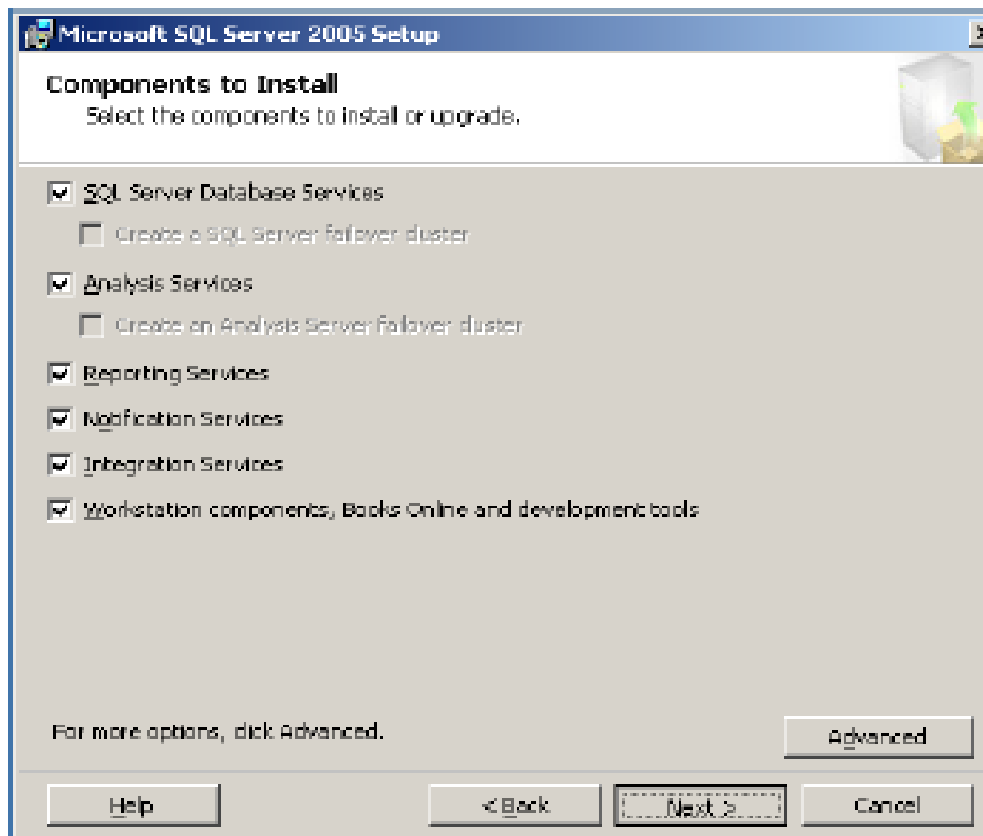 Microsoft SQL Server 2005 Setup
Components to Install
Select the components to install or upgrade.
SQL Server Database Services
Create a SQL Server failover cluster
Analysis Services
Create an Analysis Server failover cluster
Reporting Services
Notification Services
Integration Services
Workstation components, Books Online and development tools
For more options, click Advanced.
Advanced
Help
< Back
Next >
Cancel